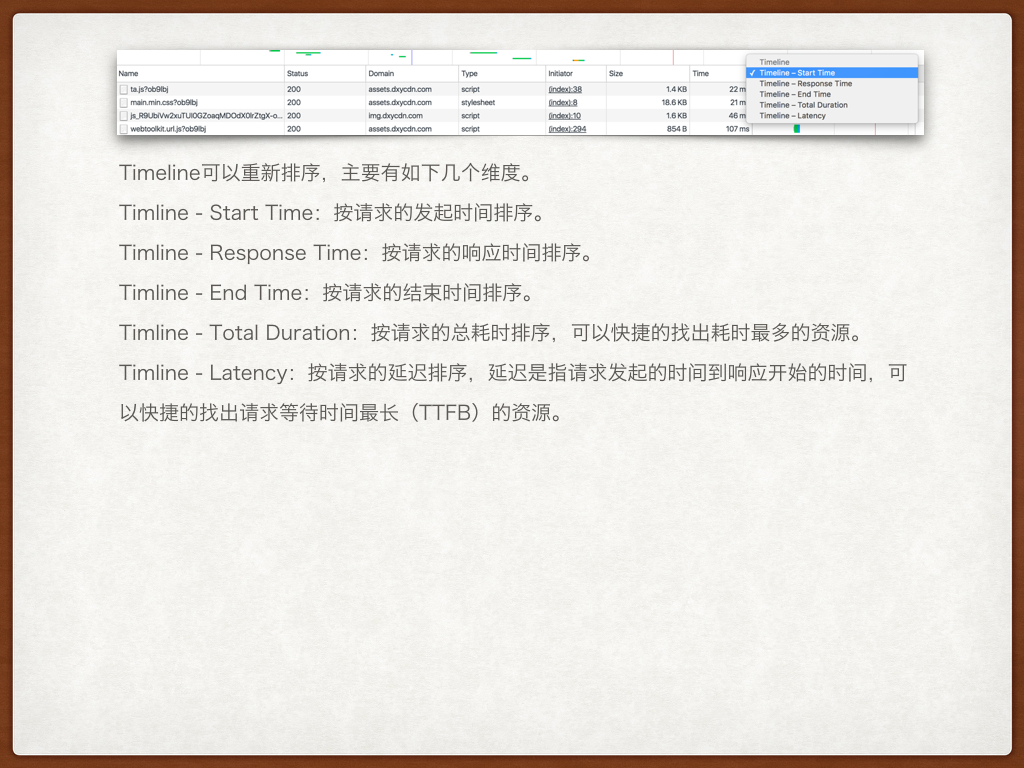 Timeline
Name Status Domain Type Initiator Size Time ✓ Timeline – Start Time
Timeline – Response Time
ta.js?ob9lbj 200 assets.dxycdn.com script (index):38 1.4 KB 22 m
Timeline – End Time
main.min.css?ob9lbj 200 assets.dxycdn.com stylesheet (index):8 18.6 KB 21 m
Timeline – Total Duration
200 img.dxycdn.com script (index):10 1.6 KB 46 m
Timeline – Latency
webtoolkit.url.js?ob9lbj 200 assets.dxycdn.com script (index):294 854 B 107 ms
Timeline可以重新排序，主要有如下几个维度。
Timline - Start Time：按请求的发起时间排序。
Timline - Response Time：按请求的响应时间排序。
Timline - End Time：按请求的结束时间排序。
Timline - Total Duration：按请求的总耗时排序，可以快捷的找出耗时最多的资源。
Timline - Latency：按请求的延迟排序，延迟是指请求发起的时间到响应开始的时间，可
以快捷的找出请求等待时间最长（TTFB）的资源。